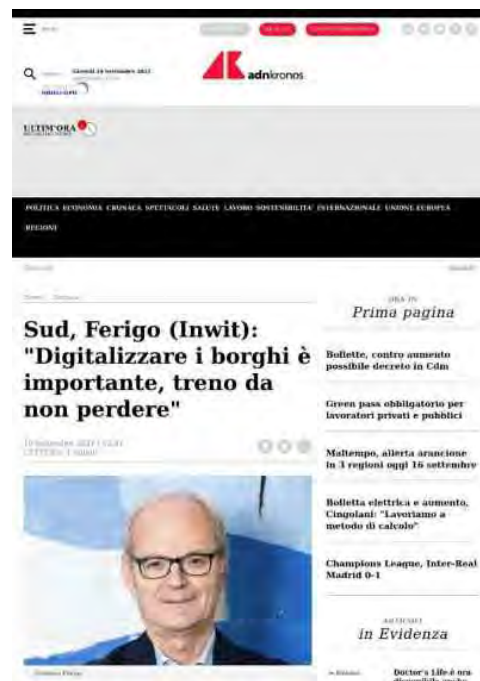 adnkronos
ULTIM'ORA
POLITICA ECONOMIA CRONACA SPETTACOLI SALUTE LAVORO SOSTENIBILITA' INTERNAZIONALE UNIONE EUROPEA
REGIONI
Sud, Ferigo (Inwit):
"Digitalizzare i borghi è
importante, treno da
non perdere"
ORA IN
Prima pagina
Bollette, contro aumento
possibile decreto in Cdm
Green pass obbligatorio per
lavoratori privati e pubblici
Maltempo, allerta arancione
in 3 regioni oggi 16 settembre
Bolletta elettrica e aumento,
Cingolani: "Lavoriamo a
metodo di calcolo"
Champions League, Inter-Real
Madrid 0-1
ARTICOLI
in Evidenza
Doctor's Life è ora